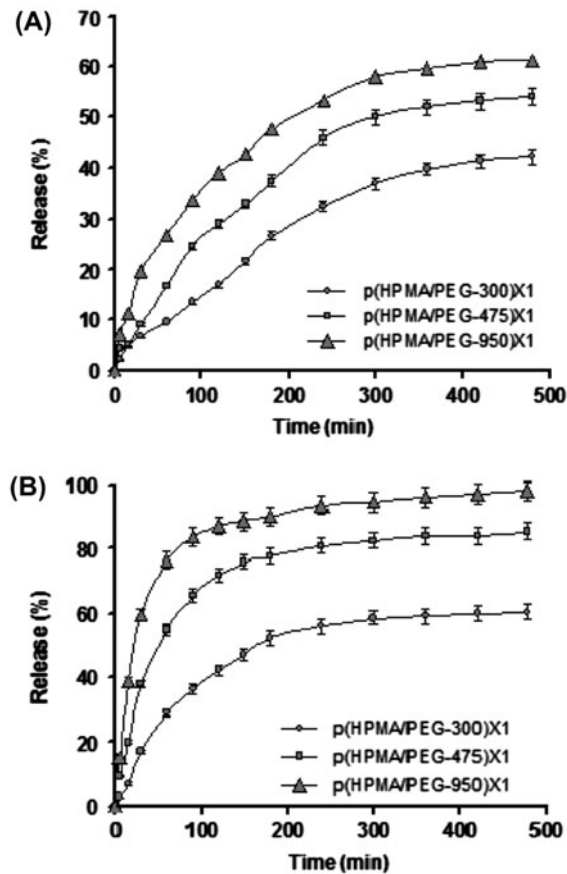 (A)
70
60
50
40
30
20
10
0
Release (%)
p(HPMA/PEG-300)X1
p(HPMA/PEG-475)X1
p(HPMA/PEG-950)X1
0 100 200 300 400 500
Time (min)
(B)
100
80
60
40
20
0
Release (%)
p(HPMA/PEG-300)X1
p(HPMA/PEG-475)X1
p(HPMA/PEG-950)X1
0 100 200 300 400 500
Time (min)